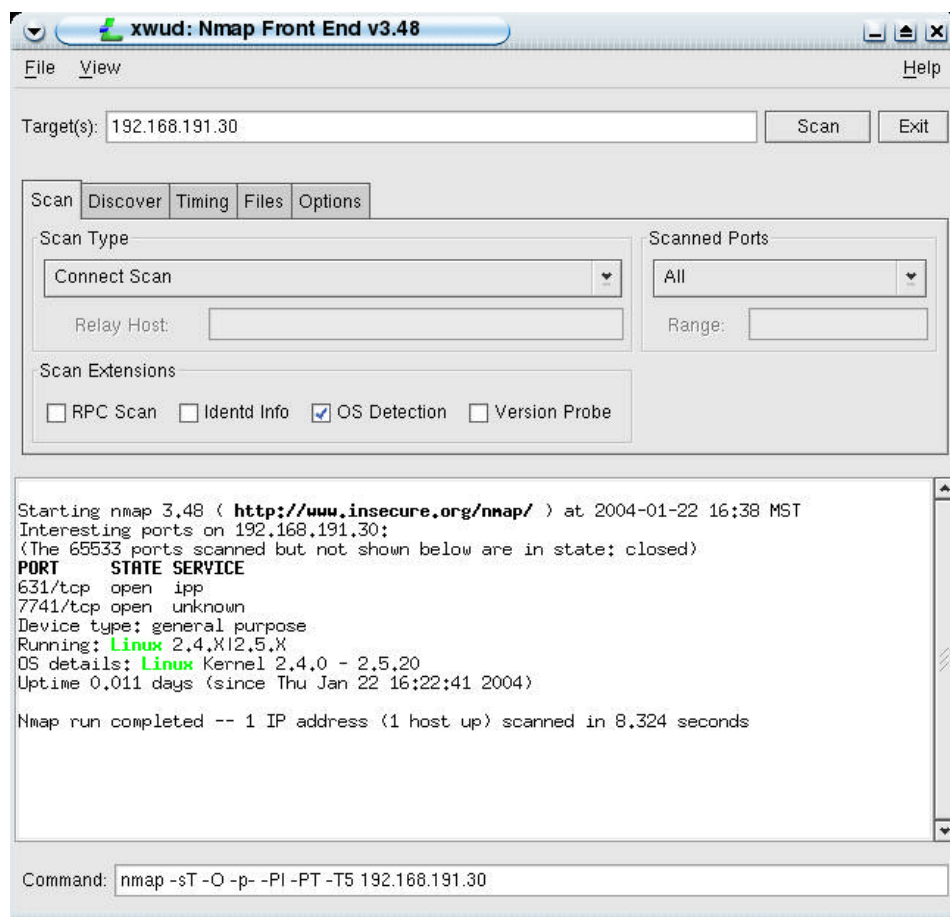 xwud: Nmap Front End v3.48
File View Help
Target(s): 192.168.191.30 Scan Exit
Scan Discover Timing Files Options
Scan Type Scanned Ports
Connect Scan All
Relay Host: Range:
Scan Extensions
RPC Scan Identd Info OS Detection Version Probe
Starting nmap 3.48 ( http://www.insecure.org/nmap/ ) at 2004-01-22 16:38 MST
Interesting ports on 192.168.191.30:
(The 65533 ports scanned but not shown below are in state: closed)
PORT STATE SERVICE
631/tcp open ipp
7741/tcp open unknown
Device type: general purpose
Running: Linux 2.4.X|2.5.X
OS details: Linux Kernel 2.4.0 - 2.5.20
Uptime 0.011 days (since Thu Jan 22 16:22:41 2004)
Nmap run completed -- 1 IP address (1 host up) scanned in 8.324 seconds
Command: nmap -sT -O -p- -PI -PT -T5 192.168.191.30